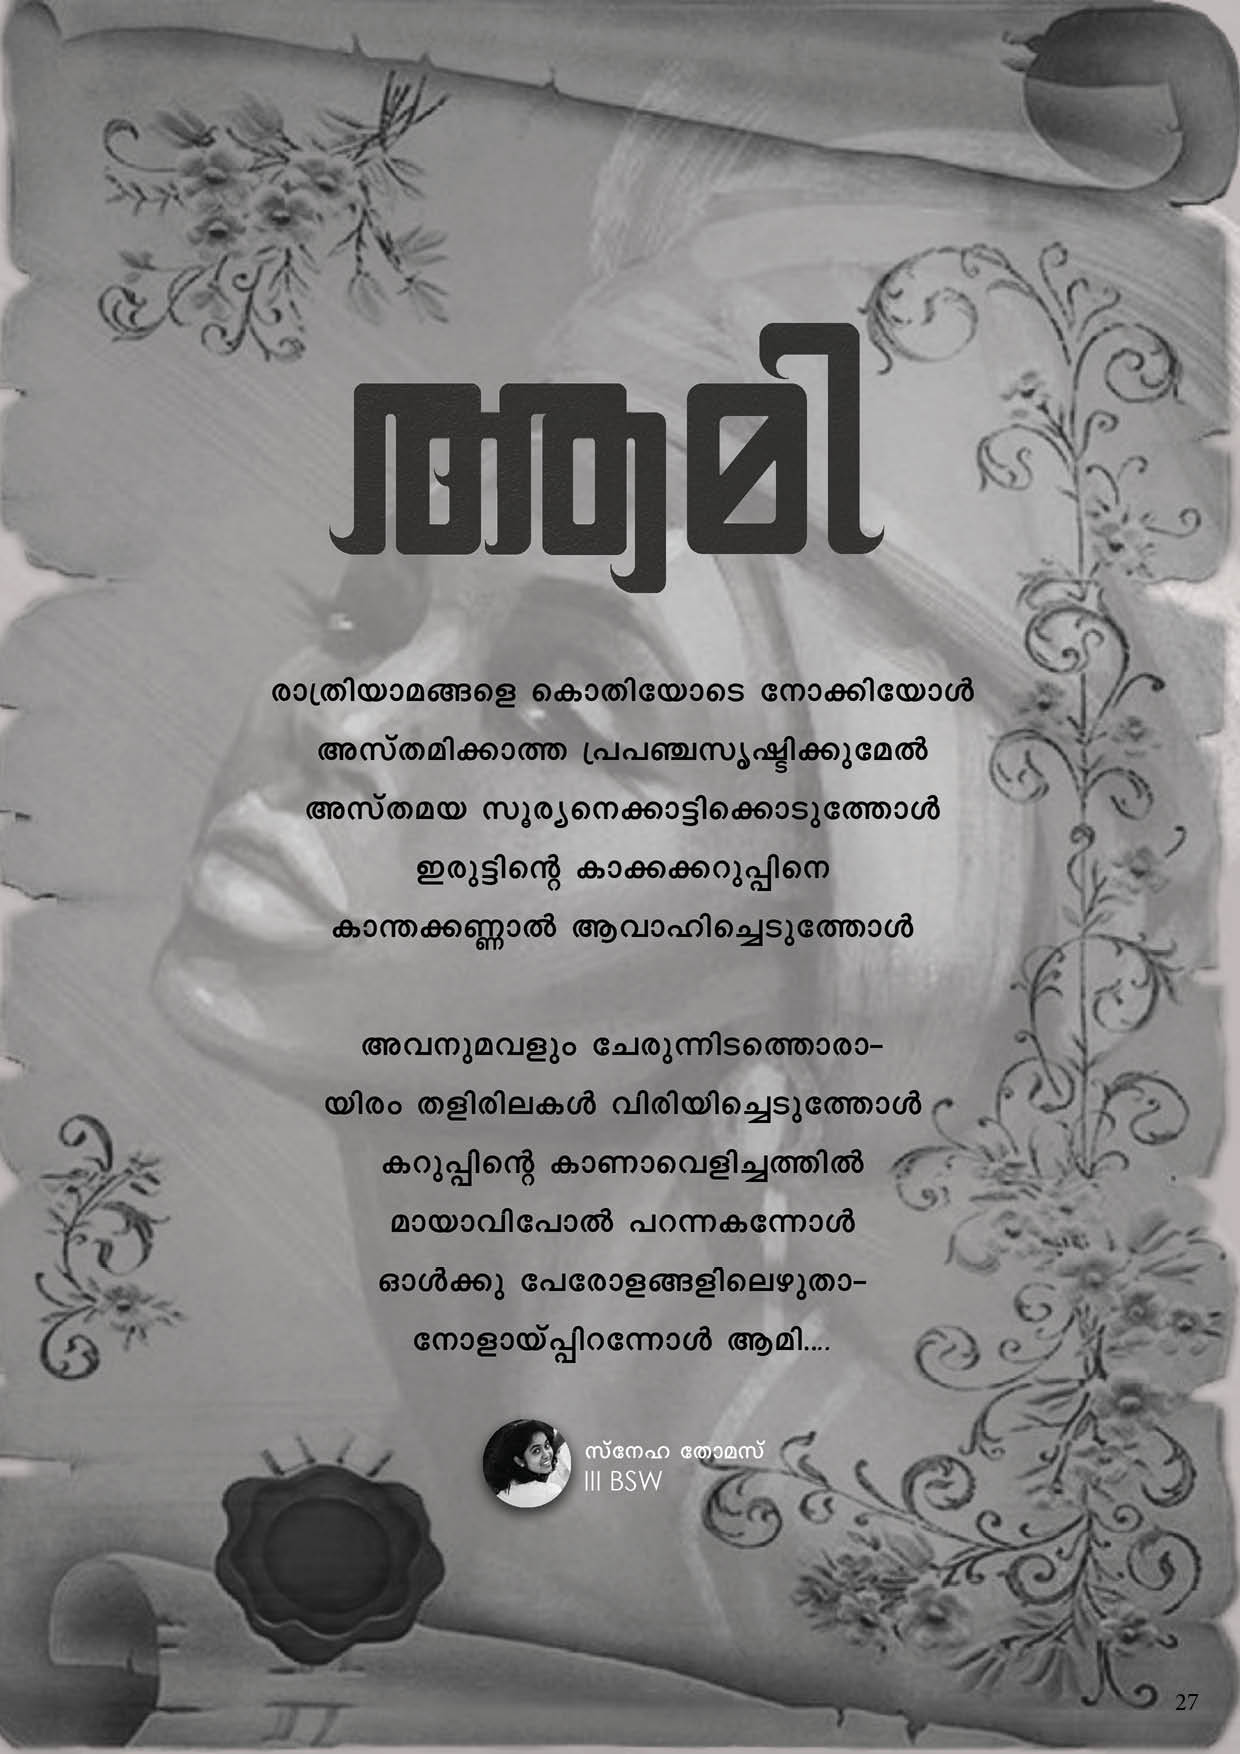 ആമി
രാത്രിയാമങ്ങളെ കൊതിയോടെ നോക്കിയോൾ
അസ്തമിക്കാത്ത പ്രപഞ്ചസൃഷ്ടിക്കുമേൽ
അസ്തമയ സൂര്യനെക്കാട്ടിക്കൊടുത്തോൾ
ഇരുട്ടിന്റെ കാക്കക്കറുപ്പിനെ
കാന്തക്കണ്ണാൽ ആവാഹിച്ചെടുത്തോൾ
അവനുമവളും ചേരുന്നിടത്തൊരാ-
യിരം തളിരിലകൾ വിരിയിച്ചെടുത്തോൾ
കറുപ്പിന്റെ കാണാവെളിച്ചത്തിൽ
മായാവിപോൽ പറന്നകന്നോൾ
ഓൾക്കു പേരോളങ്ങളിലെഴുതാ-
നോളായ്പ്പിറന്നോൾ ആമി....
സ്നേഹ തോമസ്
III BSW
27